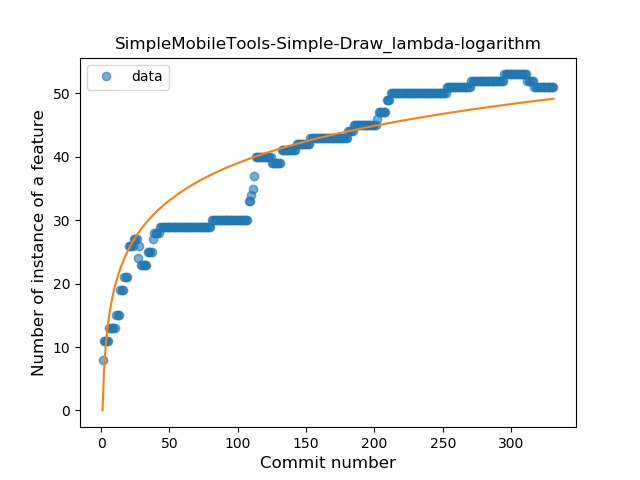 SimpleMobileTools-Simple-Draw_lambda-logarithm
data
Number of instance of a feature
50
40
30
20
10
0
0 50 100 150 200 250 300
Commit number